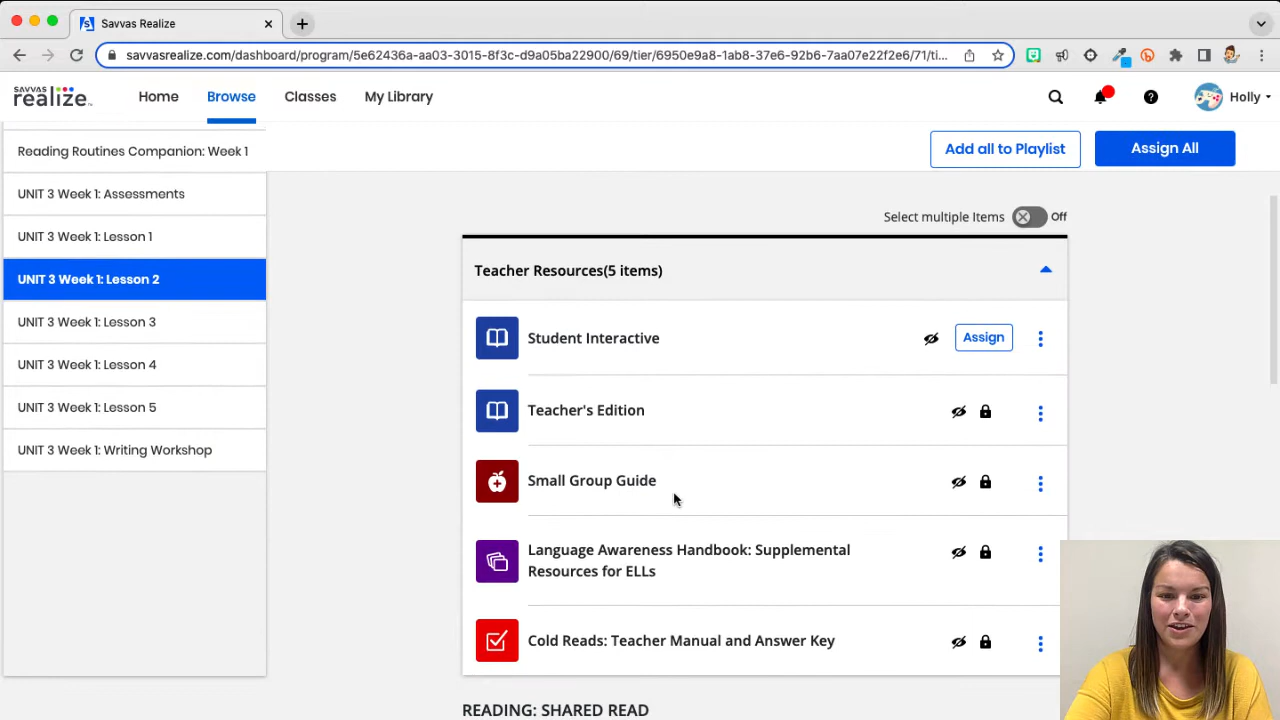 Savvas Realize
savvasrealize.com/dashboard/program/5e62436a-aa03-3015-8f3c-d9a05ba22900/69/tier/6950e9a8-1ab8-37e6-92b6-7aa07e22f2e6/71/ti...
SAVVAS
realize
Home
Browse
Classes
My Library
Holly
Reading Routines Companion: Week 1
Add all to Playlist
Assign All
UNIT 3 Week 1: Assessments
UNIT 3 Week 1: Lesson 1
UNIT 3 Week 1: Lesson 2
UNIT 3 Week 1: Lesson 3
UNIT 3 Week 1: Lesson 4
UNIT 3 Week 1: Lesson 5
UNIT 3 Week 1: Writing Workshop
Select multiple Items
Off
Teacher Resources(5 items)
Student Interactive
Assign
Teacher's Edition
Small Group Guide
Language Awareness Handbook: Supplemental
Resources for ELLs
Cold Reads: Teacher Manual and Answer Key
READING: SHARED READ